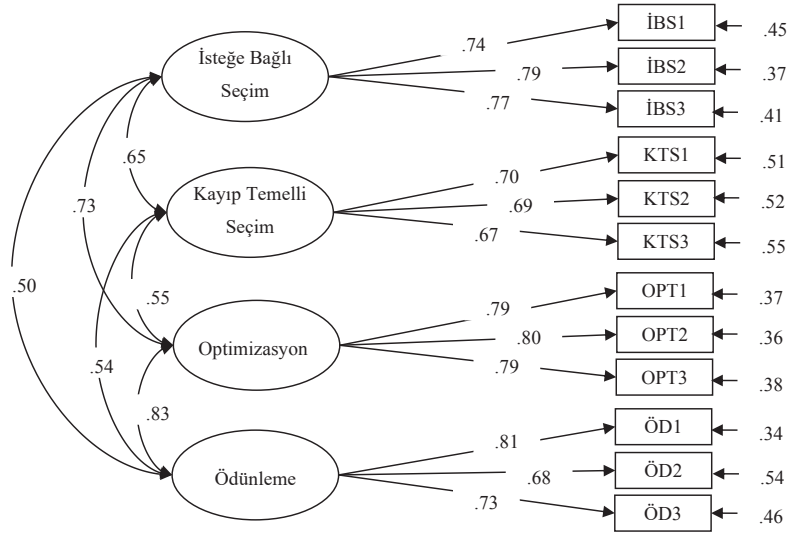 İBS1
.45
.74
İsteğe Bağlı
Seçim
.79
İBS2
.37
.77
İBS3
.41
.65
KTS1
.51
.70
Kayıp Temelli
Seçim
.69
KTS2
.52
.73
.67
KTS3
.55
.50
.55
OPT1
.37
.79
Optimizasyon
.80
OPT2
.36
.54
.79
OPT3
.38
.83
ÖD1
.34
.81
Ödünleme
.68
ÖD2
.54
.73
ÖD3
.46